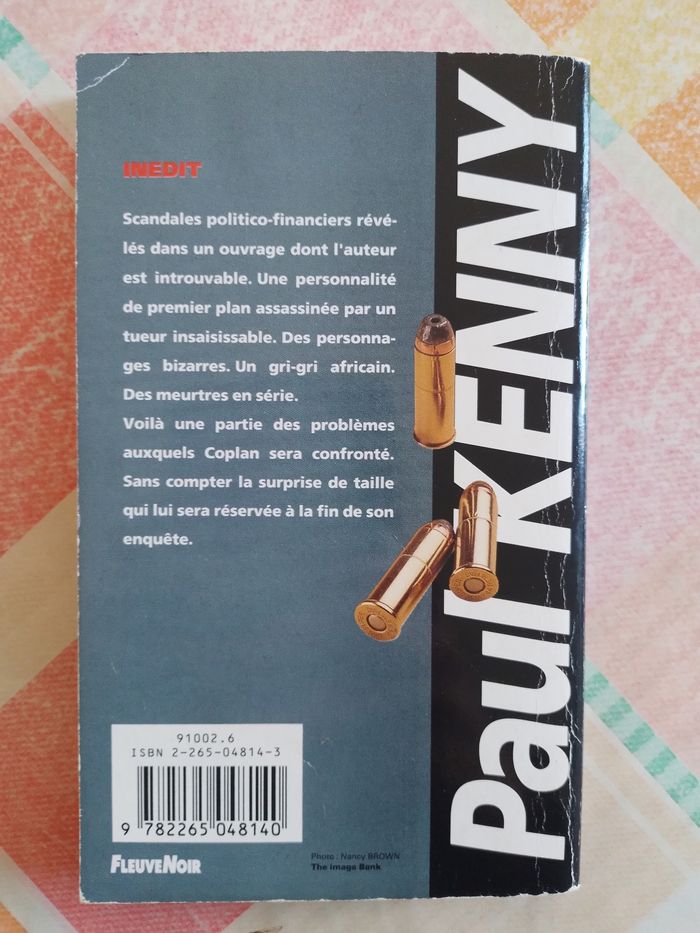 INEDIT
Scandales politico-financiers révé-
lés dans un ouvrage dont l'auteur
est introuvable. Une personnalité
de premier plan assassinée par un
tueur insaisissable. Des personna-
ges bizarres. Un gri-gri africain.
Des meurtres en série.
Voilà une partie des problèmes
auxquels Coplan sera confronté.
Sans compter la surprise de taille
qui lui sera réservée à la fin de son
enquête.
Paul KENNY
91002.6
ISBN 2-265-04814-3
9 782265 048140
FLEUVE NOIR
Photo : Nancy BROWN
The image Bank